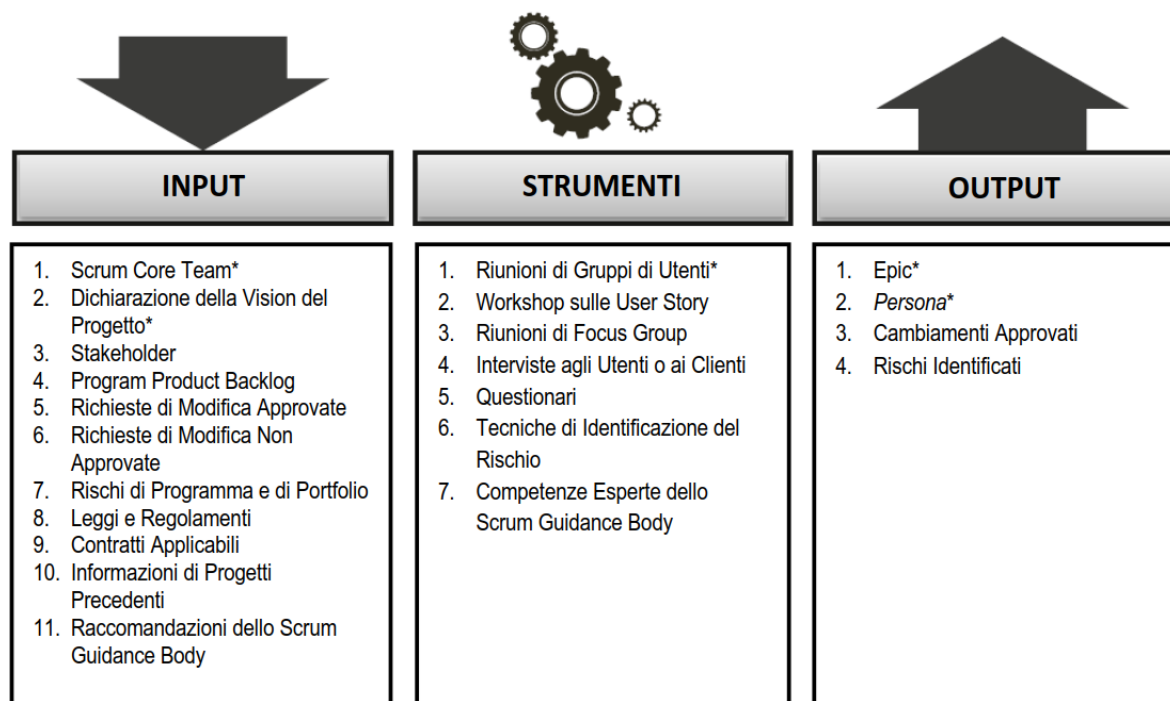 INPUT
1. Scrum Core Team*
2. Dichiarazione della Vision del
Progetto*
3. Stakeholder
4. Program Product Backlog
5. Richieste di Modifica Approvate
6. Richieste di Modifica Non
Approvate
7. Rischi di Programma e di Portfolio
8. Leggi e Regolamenti
9. Contratti Applicabili
10. Informazioni di Progetti
Precedenti
11. Raccomandazioni dello Scrum
Guidance Body
STRUMENTI
1. Riunioni di Gruppi di Utenti*
2. Workshop sulle User Story
3. Riunioni di Focus Group
4. Interviste agli Utenti o ai Clienti
5. Questionari
6. Tecniche di Identificazione del
Rischio
7. Competenze Esperte dello
Scrum Guidance Body
OUTPUT
1. Epic*
2. Persona*
3. Cambiamenti Approvati
4. Rischi Identificati